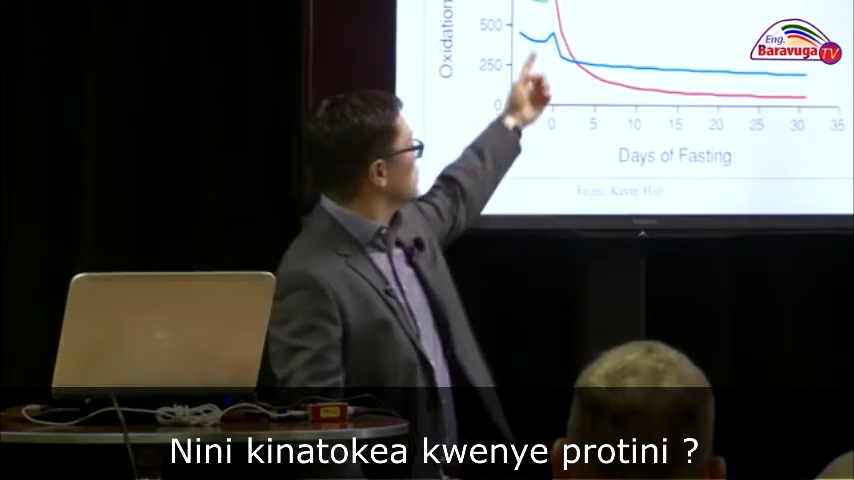 Eng.
Baravuga TV
Oxidation
500
250
0
0 5 10 15 20 25 30 35
Days of Fasting
From: Kevin Hall
Nini kinatokea kwenye protini ?